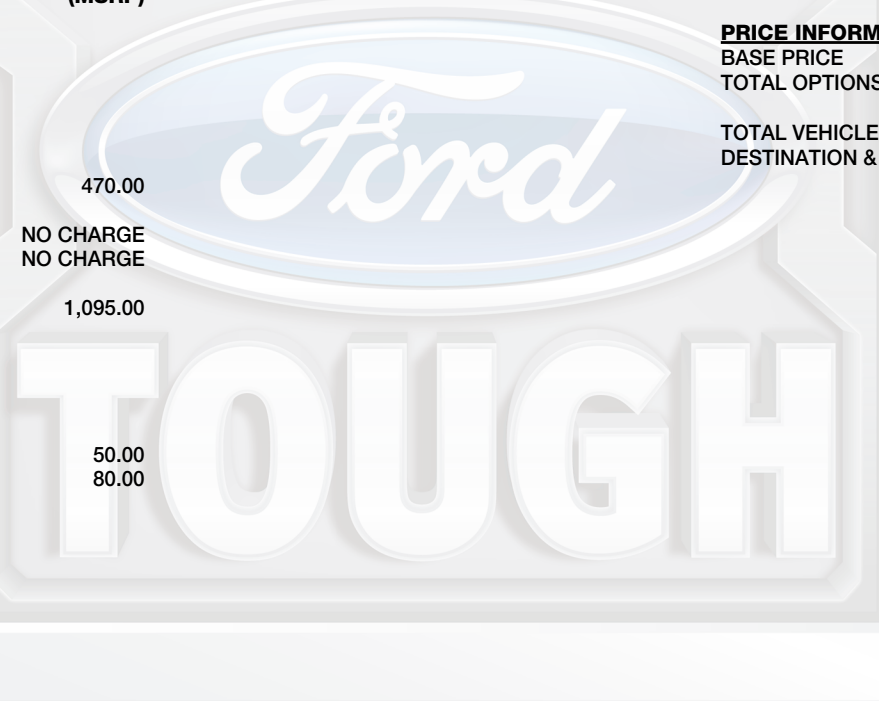 (MSRP)
470.00
NO CHARGE
NO CHARGE
1,095.00
50.00
80.00
PRICE INFORM
BASE PRICE
TOTAL OPTIONS
TOTAL VEHICLE
DESTINATION &
Ford
TOUGH